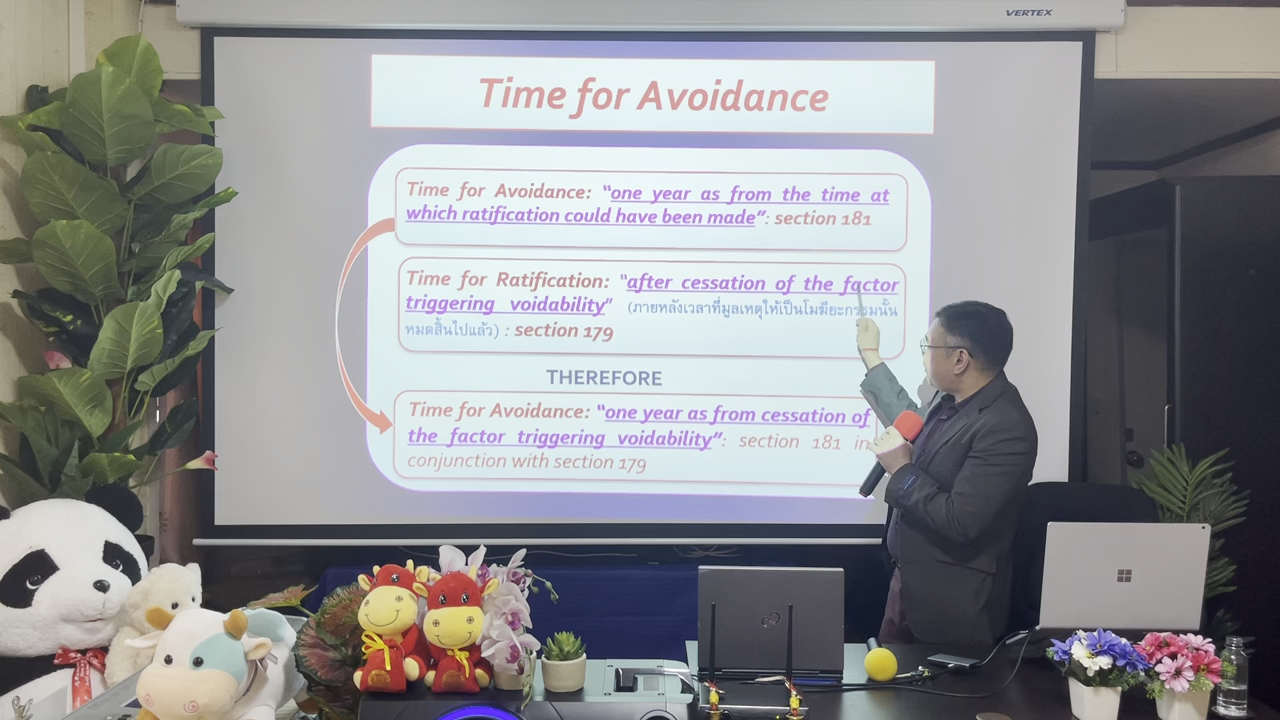 VERTEX
Time for Avoidance
Time for Avoidance: "one year as from the time at
which ratification could have been made": section 181
Time for Ratification: "after cessation of the factor
triggering voidability" (ภายหลังเวลาที่มูลเหตุให้เป็นโมฆียะกรรมนั้น
หมดสิ้นไปแล้ว) : section 179
THEREFORE
Time for Avoidance: "one year as from cessation of
the factor triggering voidability": section 181 in
conjunction with section 179